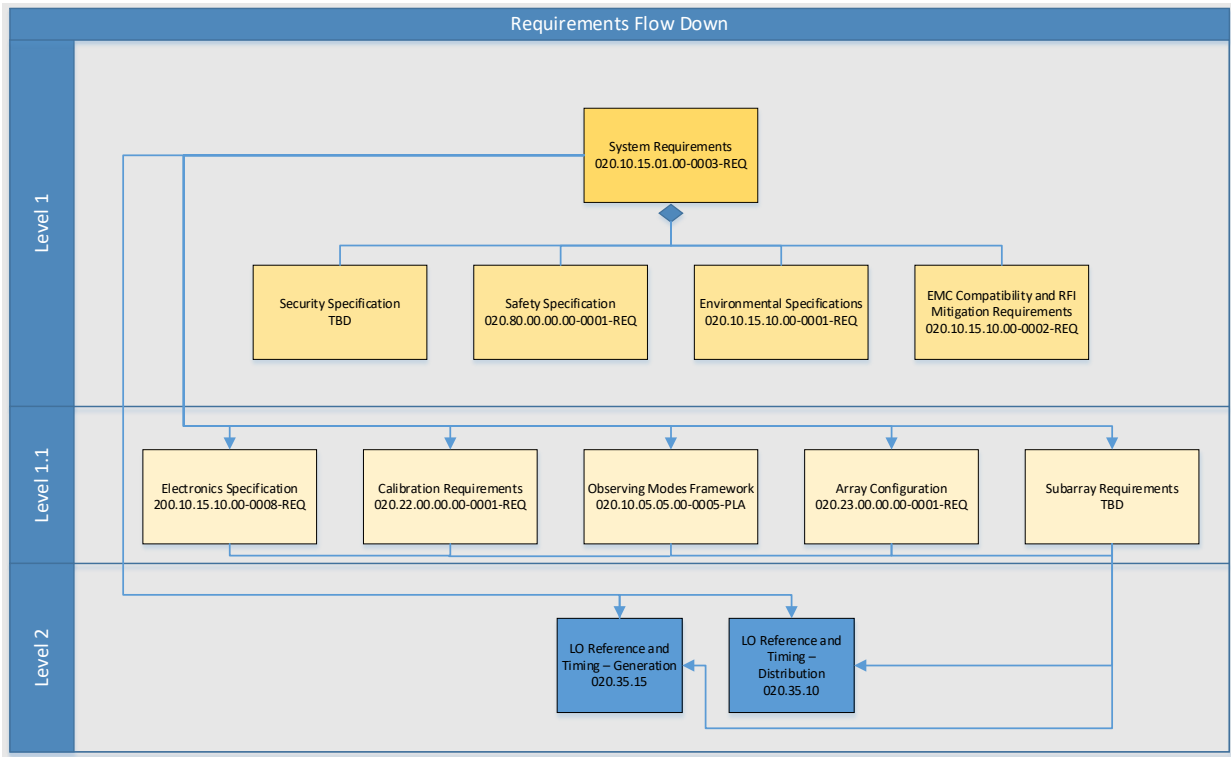 Requirements Flow Down
Level 1
System Requirements
020.10.15.01.00-0003-REQ
Security Specification
TBD
Safety Specification
020.80.00.00.00-0001-REQ
Environmental Specifications
020.10.15.10.00-0001-REQ
EMC Compatibility and RFI
Mitigation Requirements
020.10.15.10.00-0002-REQ
Level 1.1
Electronics Specification
200.10.15.10.00-0008-REQ
Calibration Requirements
020.22.00.00.00-0001-REQ
Observing Modes Framework
020.10.05.05.00-0005-PLA
Array Configuration
020.23.00.00.00-0001-REQ
Subarray Requirements
TBD
Level 2
LO Reference and
Timing – Generation
020.35.15
LO Reference and
Timing –
Distribution
020.35.10